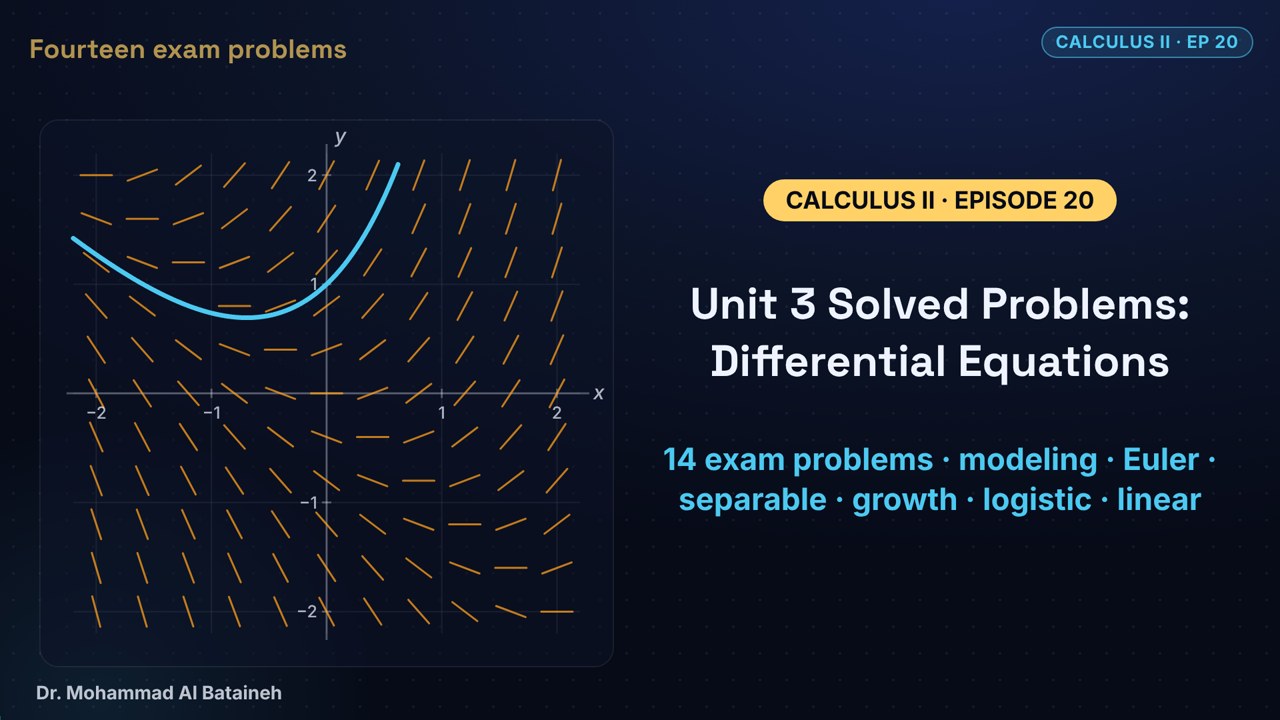 Fourteen exam problems
CALCULUS II · EP 20
y
2
1
−2
−1
1
2
x
−1
−2
CALCULUS II · EPISODE 20
Unit 3 Solved Problems:
Differential Equations
14 exam problems · modeling · Euler ·
separable · growth · logistic · linear
Dr. Mohammad Al Bataineh